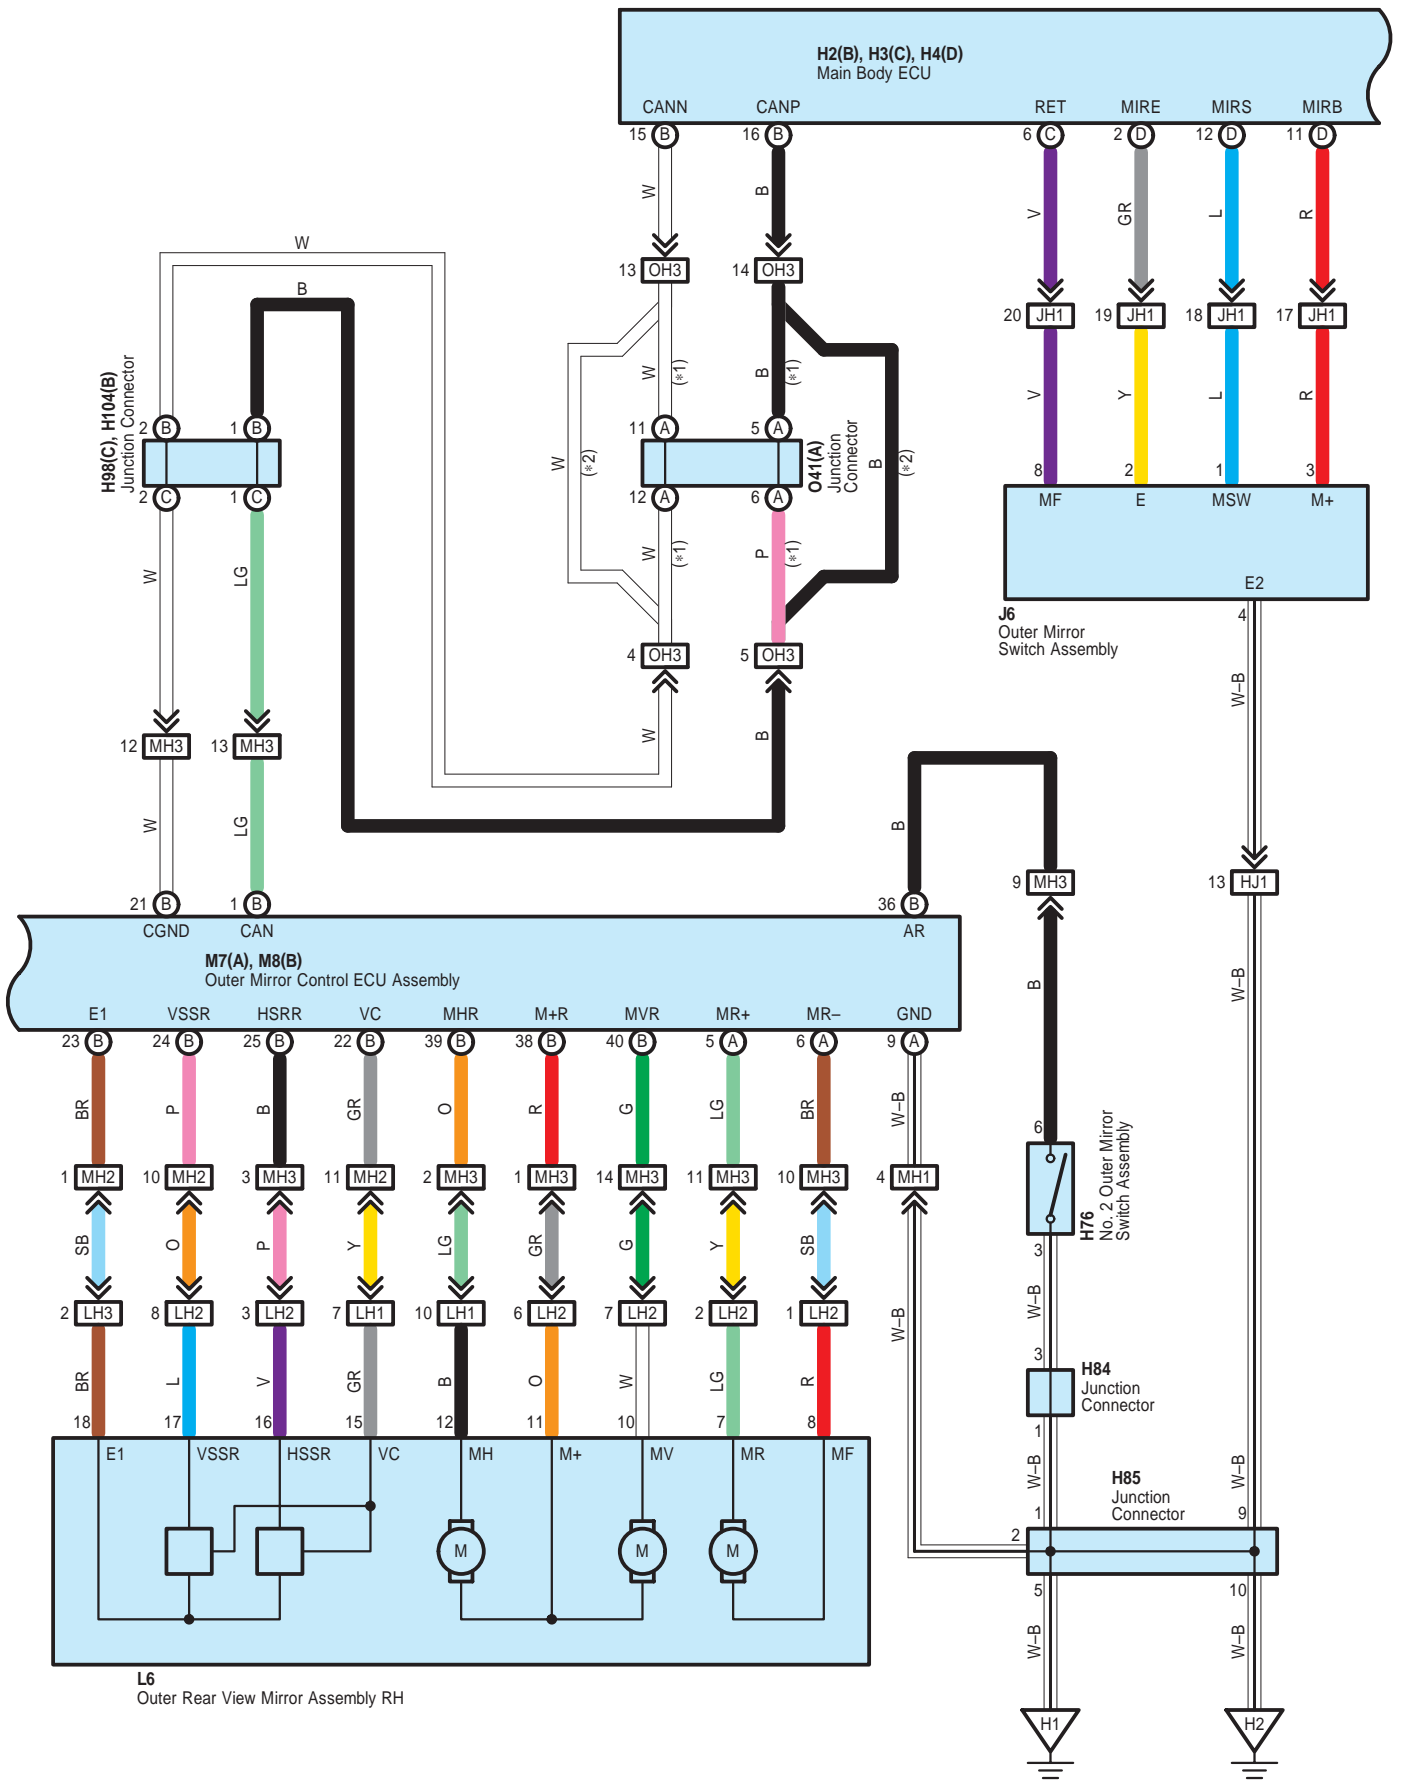 H2(B), H3(C), H4(D)
Main Body ECU
CANN CANP RET MIRE MIRS MIRB
15 B 16 B 6 C 2 D 12 D 11 D
W B V GR L R
W
13 OH3 14 OH3
B
20 JH1 19 JH1 18 JH1 17 JH1
W (*1) B (*1)
V Y L R
H98(C), H104(B)
Junction Connector
2 B 1 B 11 A 5 A
W (*2) B (*2)
O41(A)
Junction
Connector
8 2 1 3
2 C 1 C 12 A 6 A
MF E MSW M+
W LG W (*1) P (*1)
E2
J6
Outer Mirror
Switch Assembly
4
4 OH3 5 OH3
W–B
12 MH3 13 MH3
W B
W LG B
9 MH3 13 HJ1
21 B 1 B 36 B
CGND CAN AR
M7(A), M8(B)
Outer Mirror Control ECU Assembly
B W–B
E1 VSSR HSRR VC MHR M+R MVR MR+ MR– GND
23 B 24 B 25 B 22 B 39 B 38 B 40 B 5 A 6 A 9 A
BR P B GR O R G LG BR W–B
6
1 MH2 10 MH2 3 MH3 11 MH2 2 MH3 1 MH3 14 MH3 11 MH3 10 MH3 4 MH1
H76
No. 2 Outer Mirror
Switch Assembly
SB O P Y LG GR G Y SB
3
2 LH3 8 LH2 3 LH2 7 LH1 10 LH1 6 LH2 7 LH2 2 LH2 1 LH2
W–B W–B
3
H84
Junction
Connector
BR L V GR B O W LG R
18 17 16 15 12 11 10 7 8
1
E1 VSSR HSSR VC MH M+ MV MR MF
W–B W–B
H85
Junction
Connector
1 9
2
M M M
5 10
W–B W–B
L6
Outer Rear View Mirror Assembly RH
H1 H2